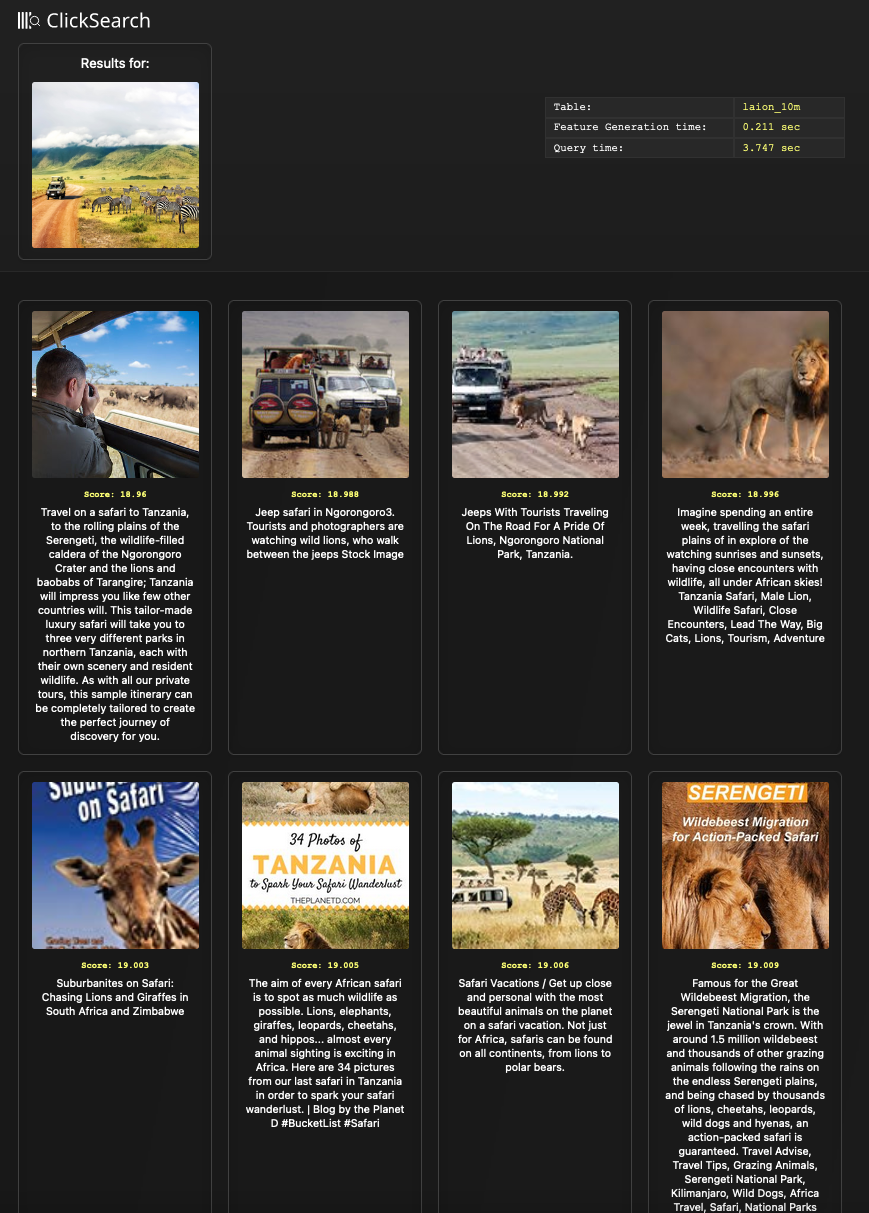 ClickSearch
Results for:
Table: laion_10m
Feature Generation time: 0.211 sec
Query time: 3.747 sec
Score: 18.96
Travel on a safari to Tanzania,
to the rolling plains of the
Serengeti, the wildlife-filled
caldera of the Ngorongoro
Crater and the lions and
baobabs of Tarangire; Tanzania
will impress you like few other
countries will. This tailor-made
luxury safari will take you to
three very different parks in
northern Tanzania, each with
their own scenery and resident
wildlife. As with all our private
tours, this sample itinerary can
be completely tailored to create
the perfect journey of
discovery for you.
Score: 18.988
Jeep safari in Ngorongoro3.
Tourists and photographers are
watching wild lions, who walk
between the jeeps Stock Image
Score: 18.992
Jeeps With Tourists Traveling
On The Road For A Pride Of
Lions, Ngorongoro National
Park, Tanzania.
Score: 18.996
Imagine spending an entire
week, travelling the safari
plains of in explore of the
watching sunrises and sunsets,
having close encounters with
wildlife, all under African skies!
Tanzania Safari, Male Lion,
Wildlife Safari, Close
Encounters, Lead The Way, Big
Cats, Lions, Tourism, Adventure
on Safari
Score: 19.003
Suburbanites on Safari:
Chasing Lions and Giraffes in
South Africa and Zimbabwe
34 Photos of
TANZANIA
to Spark Your Safari Wanderlust
THEPLANETD.COM
Score: 19.005
The aim of every African safari
is to spot as much wildlife as
possible. Lions, elephants,
giraffes, leopards, cheetahs,
and hippos... almost every
animal sighting is exciting in
Africa. Here are 34 pictures
from our last safari in Tanzania
in order to spark your safari
wanderlust. | Blog by the Planet
D #BucketList #Safari
Score: 19.006
Safari Vacations / Get up close
and personal with the most
beautiful animals on the planet
on a safari vacation. Not just
for Africa, safaris can be found
on all continents, from lions to
polar bears.
SERENGETI
Wildebeest Migration
for Action-Packed Safari
Score: 19.009
Famous for the Great
Wildebeest Migration, the
Serengeti National Park is the
jewel in Tanzania's crown. With
around 1.5 million wildebeest
and thousands of other grazing
animals following the rains on
the endless Serengeti plains,
and being chased by thousands
of lions, cheetahs, leopards,
wild dogs and hyenas, an
action-packed safari is
guaranteed. Travel Advise,
Travel Tips, Grazing Animals,
Serengeti National Park,
Kilimanjaro, Wild Dogs, Africa
Travel, Safari, National Parks